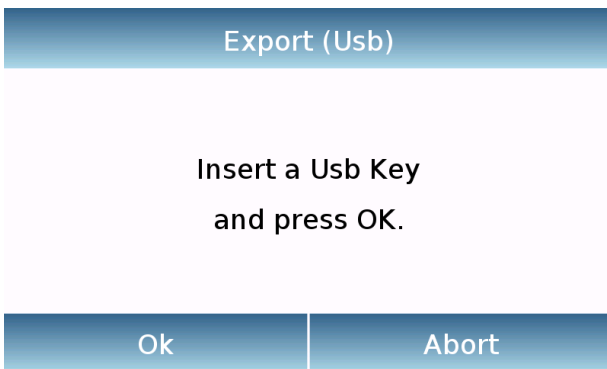 Export (Usb)
Insert a Usb Key
and press OK.
Ok
Abort